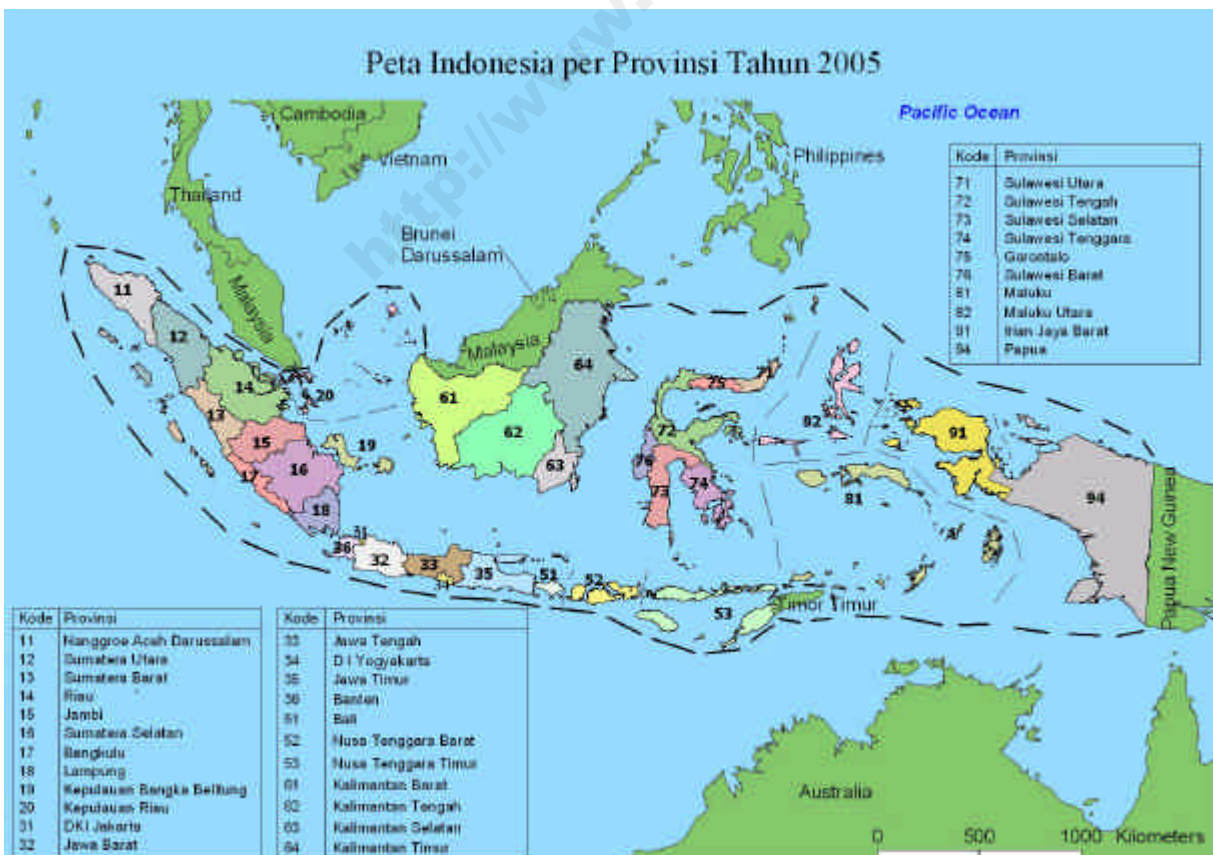 http://www.
Peta Indonesia per Provinsi Tahun 2005
Pacific Ocean
Cambodia
Vietnam
Thailand
Philippines
Brunei
Darussalam
Malaysia
Malaysia
Papua New Guinea
Timor Timur
Australia
0 500 1000 Kilometers
11
12
13
14
15
16
17
18
19
20
31
32
33
35
36
51
52
53
61
62
63
64
71
72
73
74
75
76
81
82
91
94
Kode Provinsi
71 Sulawesi Utara
72 Sulawesi Tengah
73 Sulawesi Selatan
74 Sulawesi Tenggara
75 Gorontalo
76 Sulawesi Barat
81 Maluku
82 Maluku Utara
91 Irian Jaya Barat
94 Papua
Kode Provinsi
11 Nanggroe Aceh Darussalam
12 Sumatera Utara
13 Sumatera Barat
14 Riau
15 Jambi
16 Sumatera Selatan
17 Bengkulu
18 Lampung
19 Kepulauan Bangka Belitung
20 Kepulauan Riau
31 DKI Jakarta
32 Jawa Barat
Kode Provinsi
33 Jawa Tengah
34 D I Yogyakarta
35 Jawa Timur
36 Banten
51 Bali
52 Nusa Tenggara Barat
53 Nusa Tenggara Timur
61 Kalimantan Barat
62 Kalimantan Tengah
63 Kalimantan Selatan
64 Kalimantan Timur